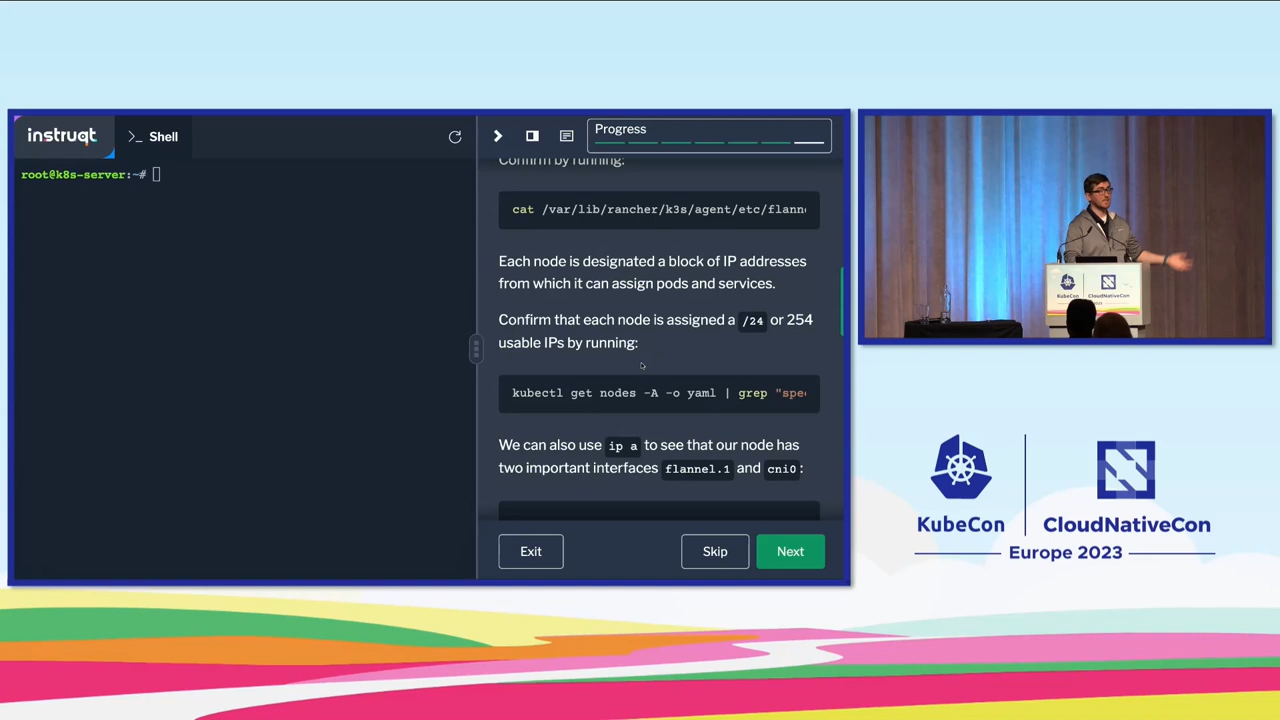 instruqt
>_ Shell
Progress
root@k8s-server:~#
Confirm by running:
cat /var/lib/rancher/k3s/agent/etc/flann
Each node is designated a block of IP addresses
from which it can assign pods and services.
Confirm that each node is assigned a /24 or 254
usable IPs by running:
kubectl get nodes -A -o yaml | grep "spe
We can also use ip a to see that our node has
two important interfaces flannel.1 and cni0:
Exit
Skip
Next
KubeCon
CloudNativeCon
Europe 2023
KubeCon
CloudNativeCon
Europe 2023